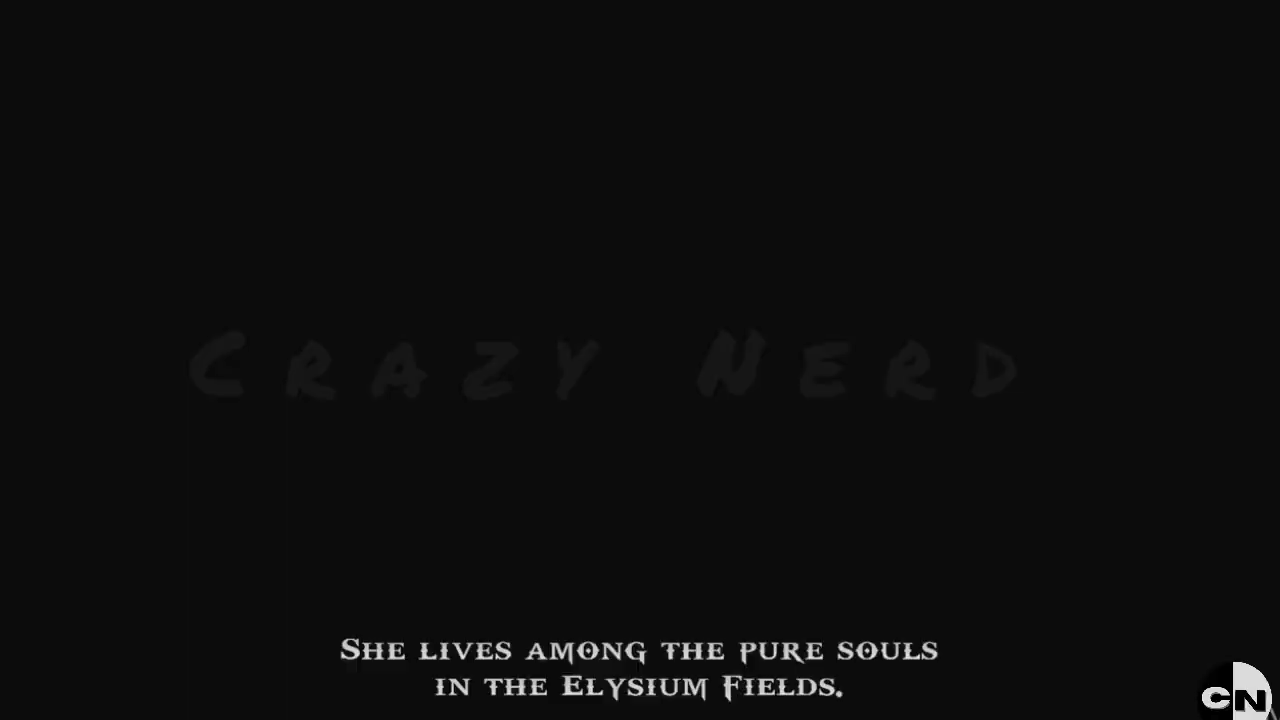 Crazy Nerd
She lives among the pure souls
in the Elysium Fields.
CN